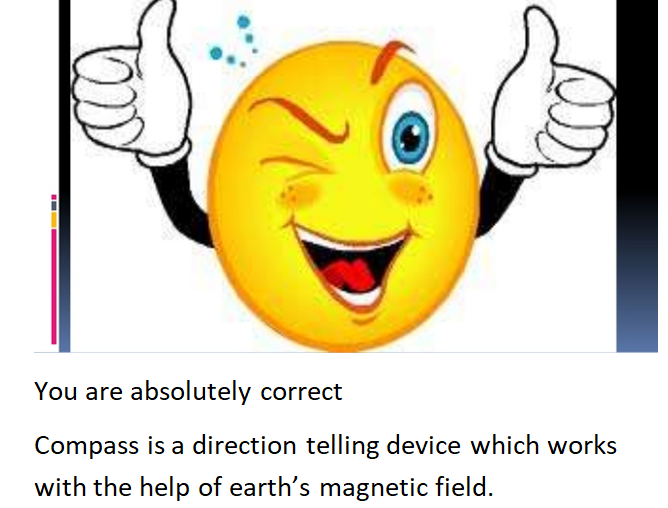 You are absolutely correct
Compass is a direction telling device which works
with the help of earth’s magnetic field.